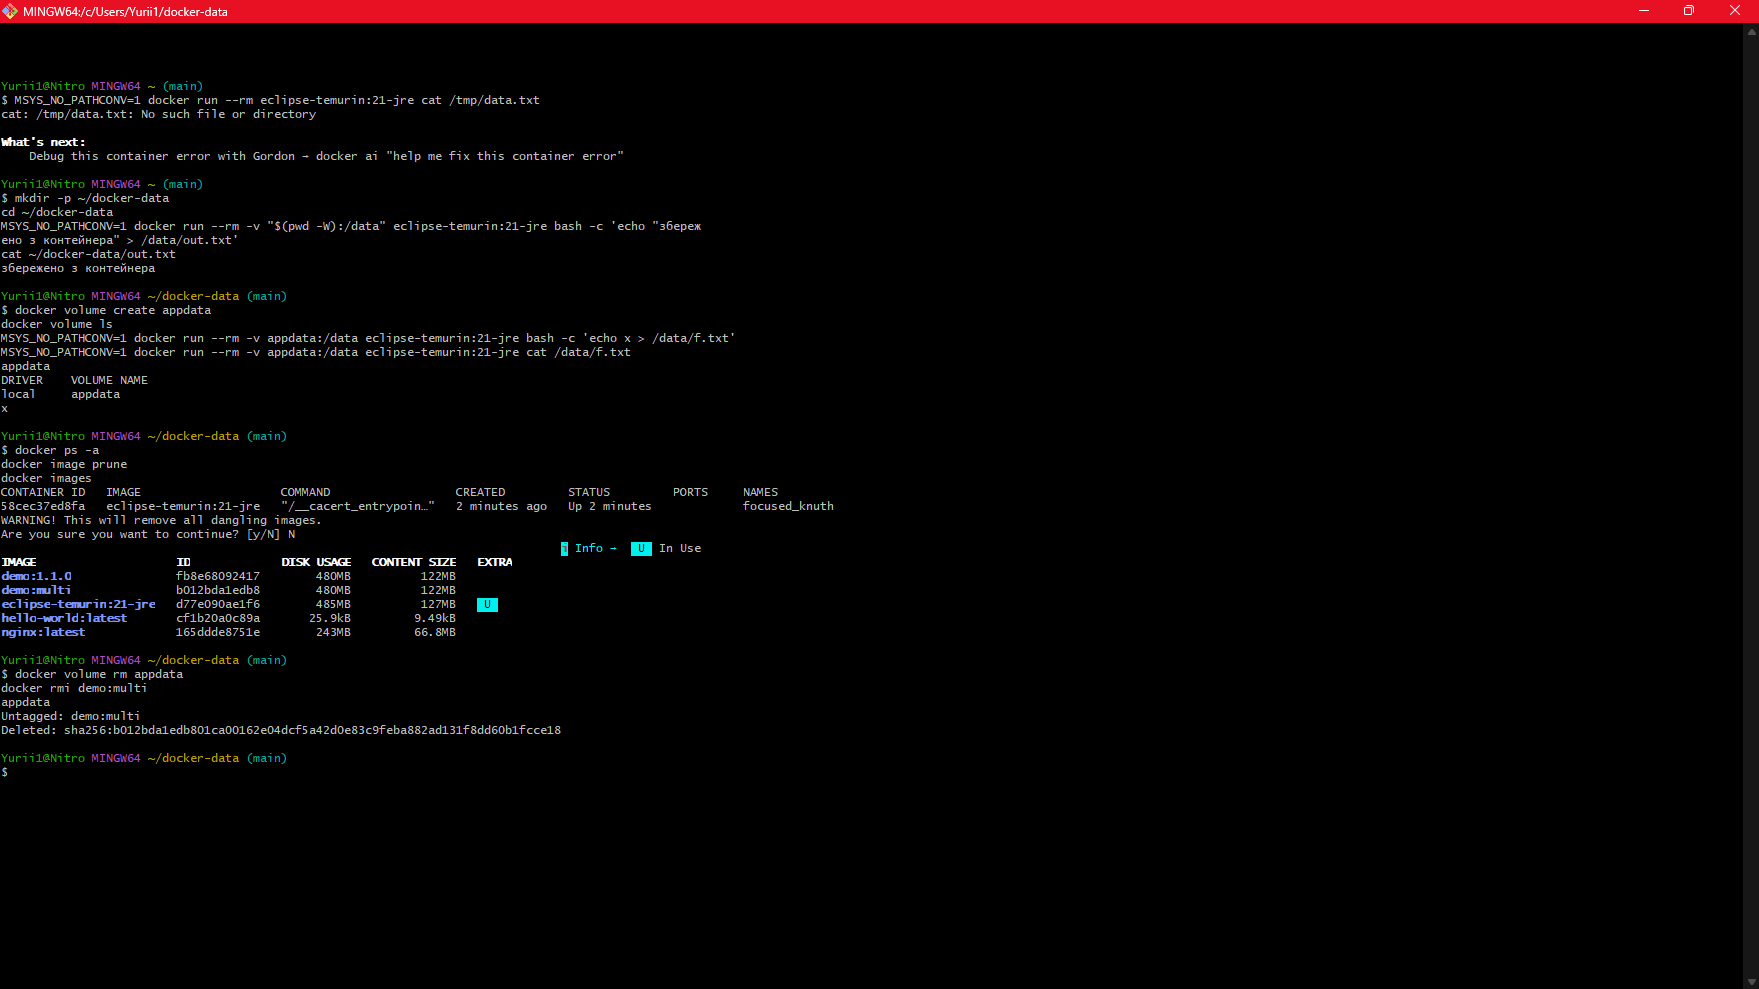 MINGW64:/c/Users/Yurii1/docker-data
Yurii1@Nitro MINGW64 ~ (main)
$ MSYS_NO_PATHCONV=1 docker run --rm eclipse-temurin:21-jre cat /tmp/data.txt
cat: /tmp/data.txt: No such file or directory
What's next:
    Debug this container error with Gordon → docker ai "help me fix this container error"
Yurii1@Nitro MINGW64 ~ (main)
$ mkdir -p ~/docker-data
cd ~/docker-data
MSYS_NO_PATHCONV=1 docker run --rm -v "$(pwd -W):/data" eclipse-temurin:21-jre bash -c 'echo "збереж
ено з контейнера" > /data/out.txt'
cat ~/docker-data/out.txt
збережено з контейнера
Yurii1@Nitro MINGW64 ~/docker-data (main)
$ docker volume create appdata
docker volume ls
MSYS_NO_PATHCONV=1 docker run --rm -v appdata:/data eclipse-temurin:21-jre bash -c 'echo x > /data/f.txt'
MSYS_NO_PATHCONV=1 docker run --rm -v appdata:/data eclipse-temurin:21-jre cat /data/f.txt
appdata
DRIVER    VOLUME NAME
local     appdata
x
Yurii1@Nitro MINGW64 ~/docker-data (main)
$ docker ps -a
docker image prune
docker images
CONTAINER ID   IMAGE                    COMMAND                  CREATED         STATUS         PORTS     NAMES
58cec37ed8fa   eclipse-temurin:21-jre   "/__cacert_entrypoin…"   2 minutes ago   Up 2 minutes             focused_knuth
WARNING! This will remove all dangling images.
Are you sure you want to continue? [y/N] N
i Info →   U  In Use
IMAGE                    ID             DISK USAGE   CONTENT SIZE   EXTRA
demo:1.1.0               fb8e68092417        480MB          122MB
demo:multi               b012bda1edb8        480MB          122MB
eclipse-temurin:21-jre   d77e090ae1f6        485MB          127MB    U
hello-world:latest       cf1b20a0c89a       25.9kB         9.49kB
nginx:latest             165ddde8751e        243MB         66.8MB
Yurii1@Nitro MINGW64 ~/docker-data (main)
$ docker volume rm appdata
docker rmi demo:multi
appdata
Untagged: demo:multi
Deleted: sha256:b012bda1edb801ca00162e04dcf5a42d0e83c9feba882ad131f8dd60b1fcce18
Yurii1@Nitro MINGW64 ~/docker-data (main)
$